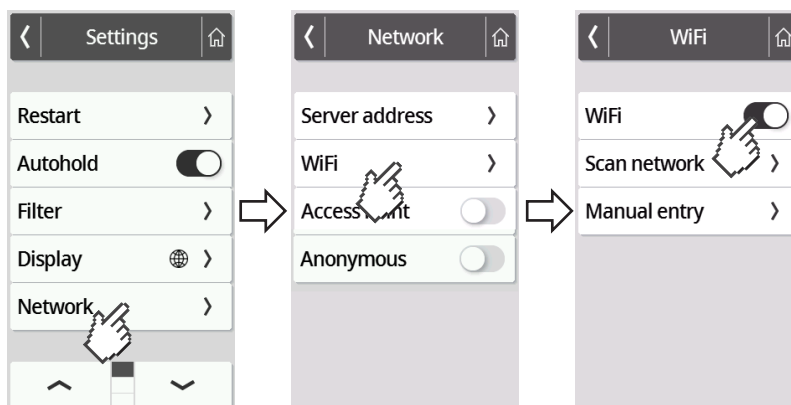 Settings
Restart
Autohold
Filter
Display
Network
Network
Server address
WiFi
Access
Anonymous
WiFi
WiFi
Scan network
Manual entry